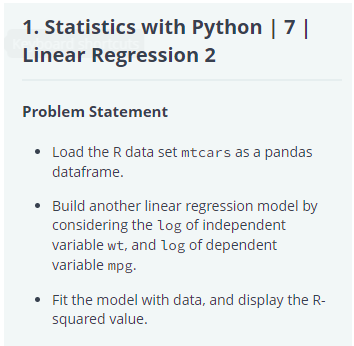 1. Statistics with Python | 7 |
Linear Regression 2
Problem Statement
• Load the R data set mtcars as a pandas
dataframe.
• Build another linear regression model by
considering the log of independent
variable wt, and log of dependent
variable mpg.
• Fit the model with data, and display the R-
squared value.